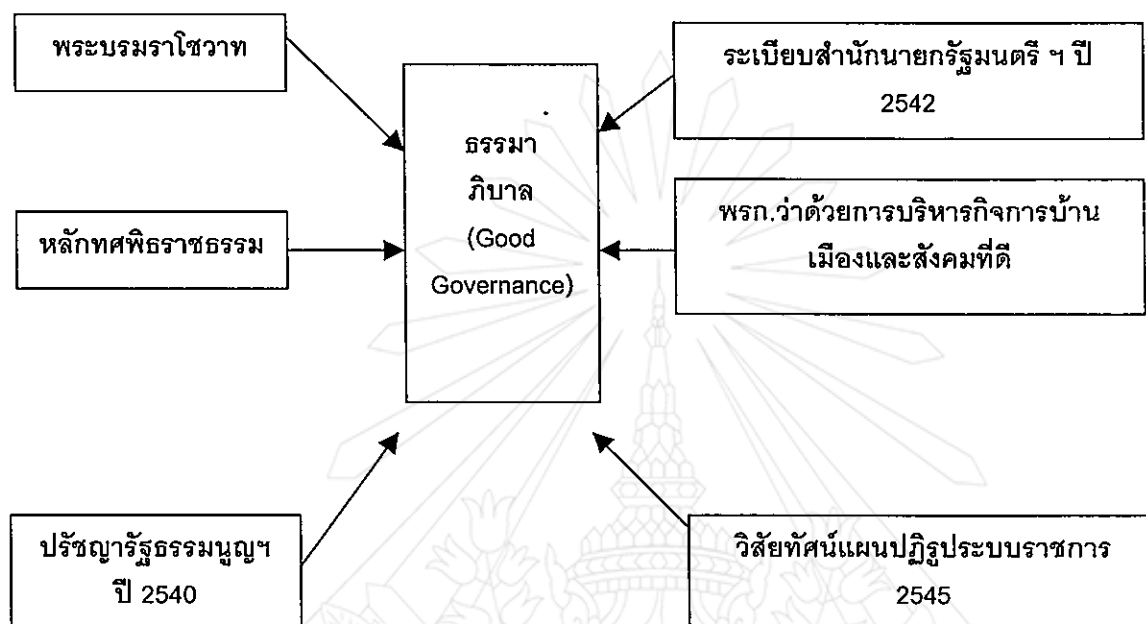 พระบรมราโชวาท
ระเบียบสำนักนายกรัฐมนตรี ฯ ปี
2542
ธรรมา
ภิบาล
(Good
Governance)
หลักทศพิธราชธรรม
พรก.ว่าด้วยการบริหารกิจการบ้าน
เมืองและสังคมที่ดี
ปรัชญารัฐธรรมนูญฯ
ปี 2540
วิสัยทัศน์แผนปฏิรูประบบราชการ
2545